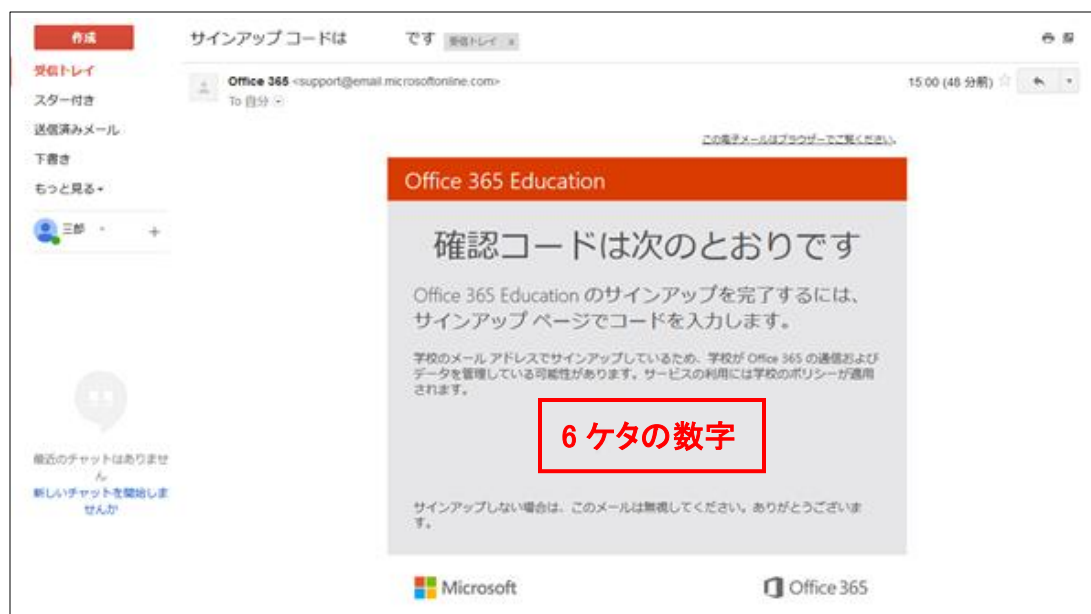 作成
サインアップ コードは です 受信トレイ x
受信トレイ
Office 365 <support@email.microsoftonline.com>
15:00 (48 分前)
To 自分
スター付き
送信済みメール
下書き
もっと見る
三郎
+
この電子メールはブラウザーでご覧ください。
Office 365 Education
確認コードは次のとおりです
Office 365 Education のサインアップを完了するには、
サインアップ ページでコードを入力します。
学校のメール アドレスでサインアップしているため、学校が Office 365 の通信および
データを管理している可能性があります。サービスの利用には学校のポリシーが適用
されます。
6 ケタの数字
サインアップしない場合は、このメールは無視してください。ありがとうございま
す。
最近のチャットはありませ
ん
新しいチャットを開始しま
せんか
Microsoft
Office 365